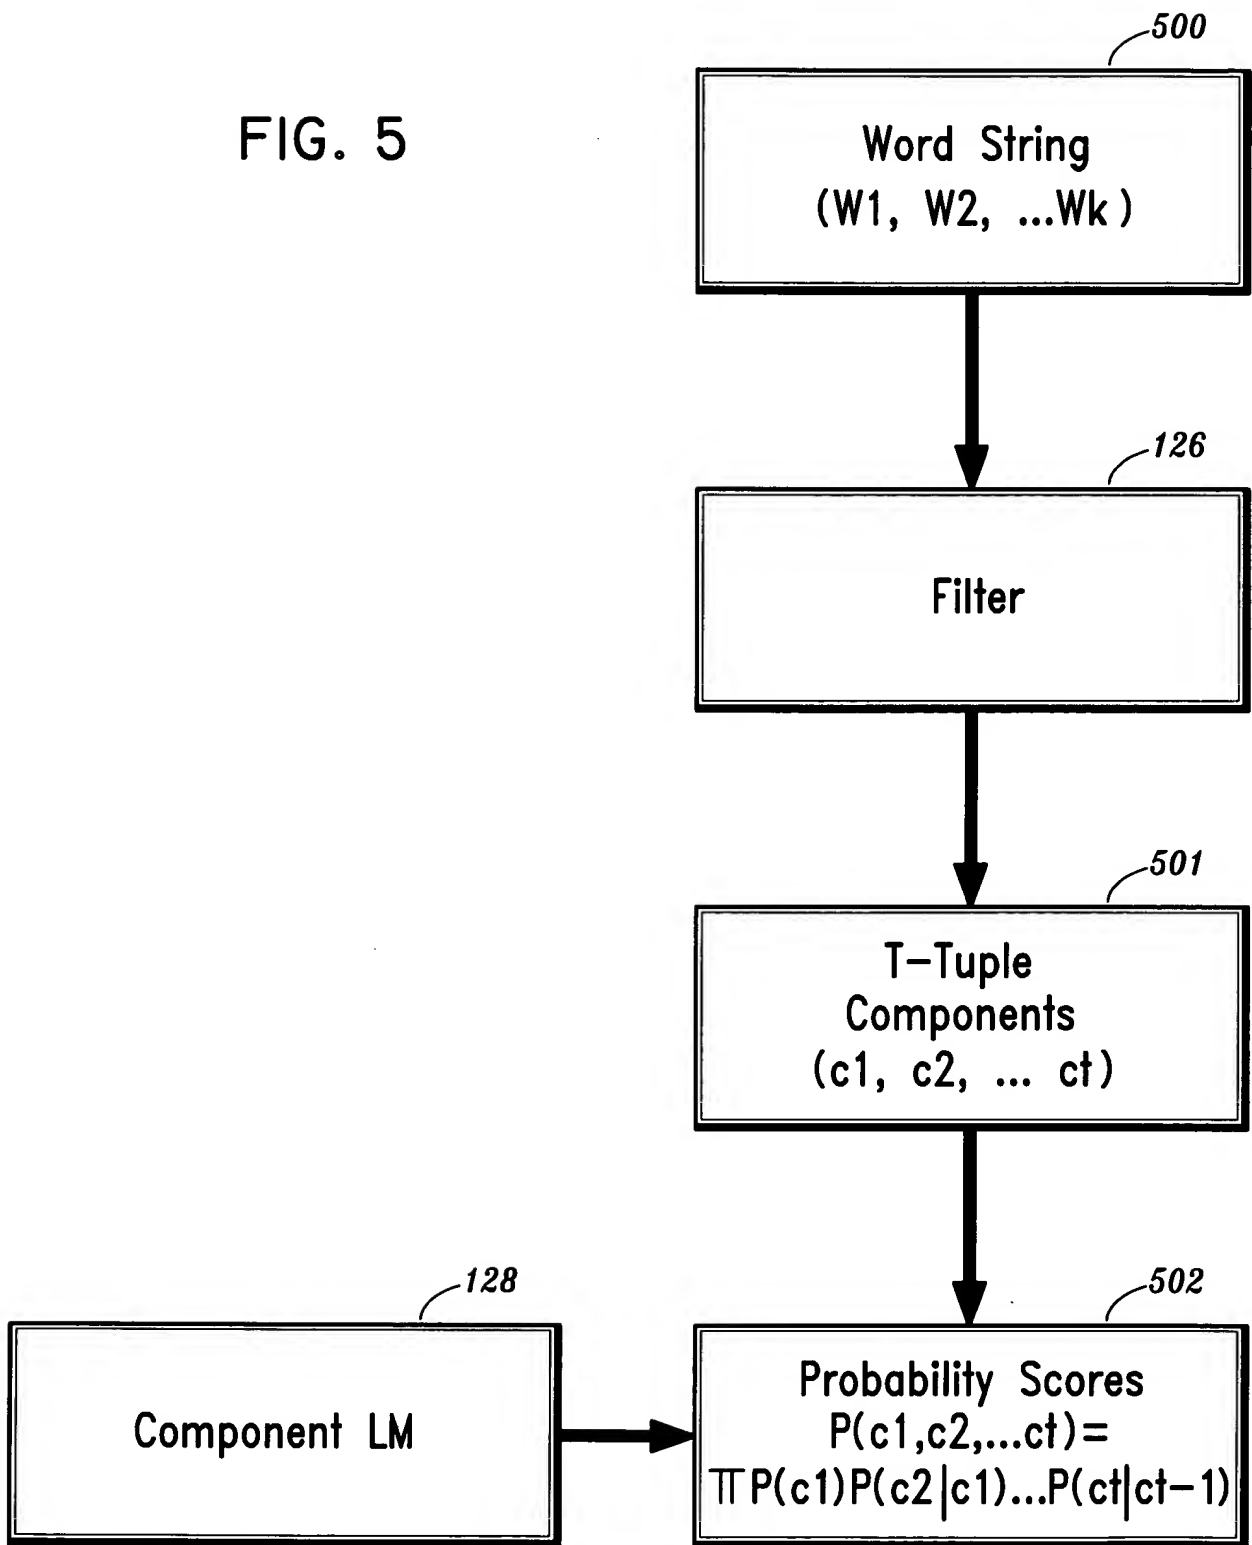 FIG. 5
500
Word String
(W1, W2, ...Wk)
126
Filter
501
T-Tuple
Components
(c1, c2, ... ct)
128
Component LM
502
Probability Scores
P(c1,c2,...ct)=
πP(c1)P(c2|c1)...P(ct|ct-1)